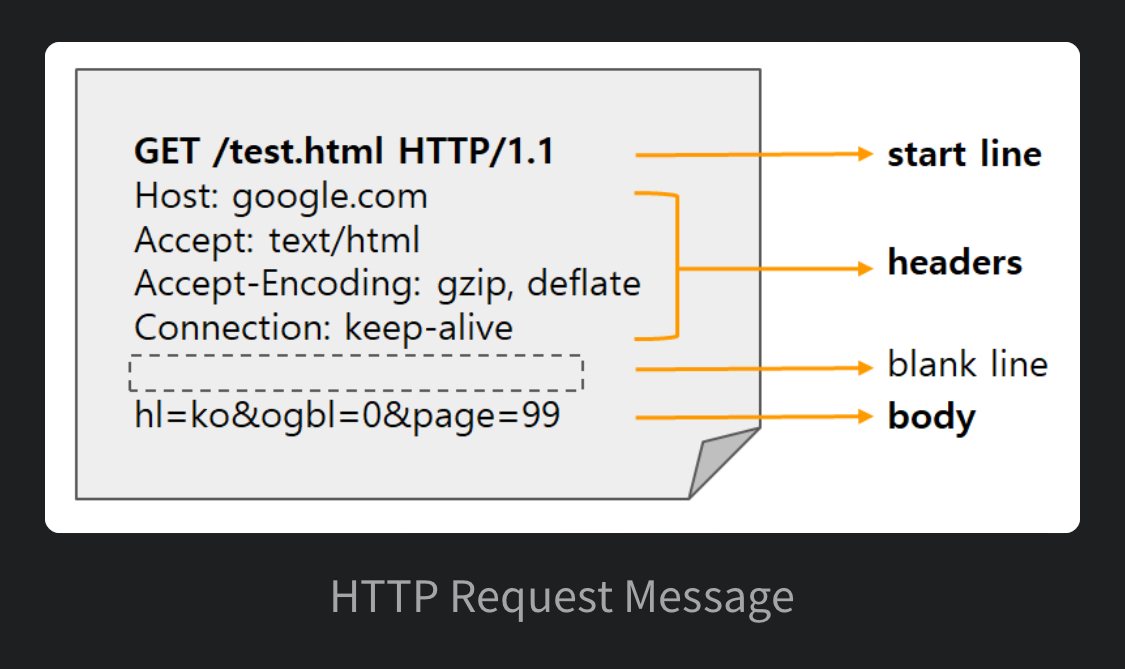 GET /test.html HTTP/1.1
start line
Host: google.com
Accept: text/html
Accept-Encoding: gzip, deflate
Connection: keep-alive
headers
blank line
hl=ko&ogbl=0&page=99
body
HTTP Request Message